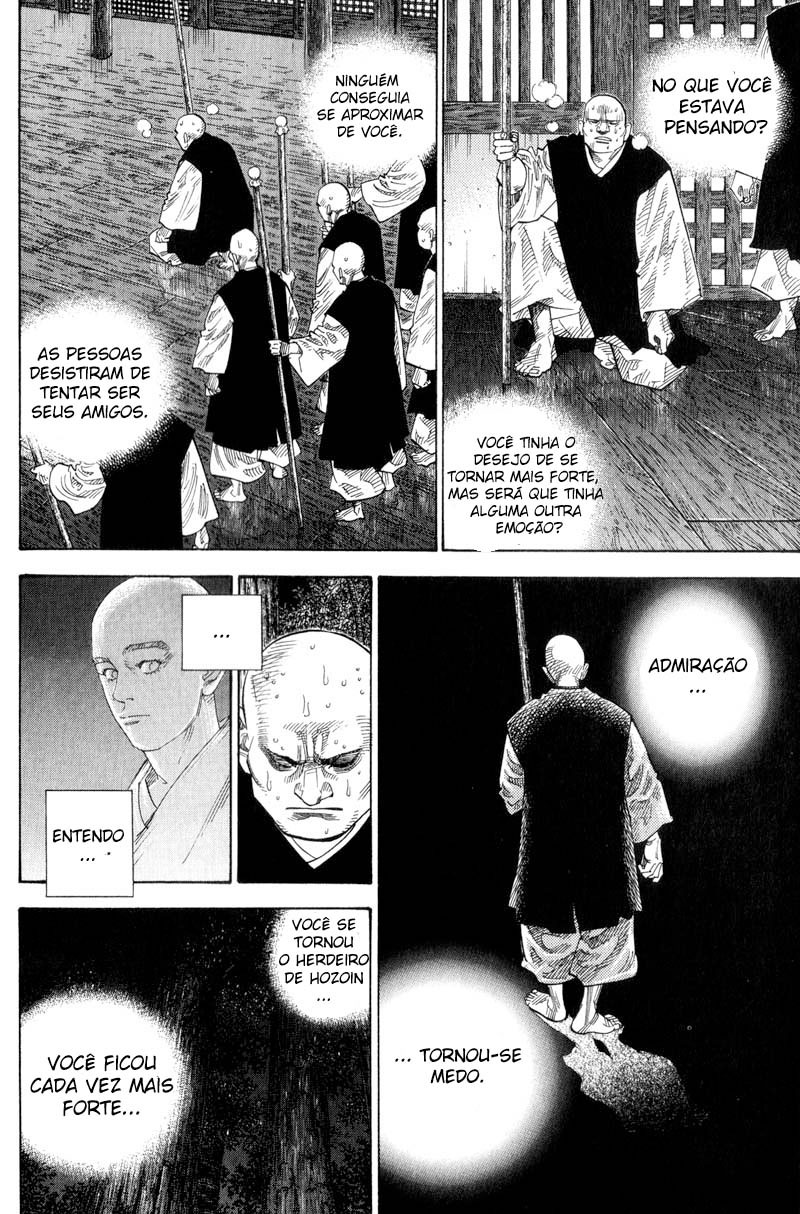 NO QUE VOCÊ
ESTAVA
PENSANDO?
VOCÊ TINHA O
DESEJO DE SE
TORNAR MAIS FORTE,
MAS SERÁ QUE TINHA
ALGUMA OUTRA
EMOÇÃO?
NINGUÉM
CONSEGUIA
SE APROXIMAR
DE VOCÊ.
AS PESSOAS
DESISTIRAM DE
TENTAR SER
SEUS AMIGOS.
ADMIRAÇÃO
...
... TORNOU-SE
MEDO.
...
ENTENDO
...
VOCÊ SE
TORNOU
O HERDEIRO
DE HOZOIN
...
VOCÊ FICOU
CADA VEZ MAIS
FORTE...